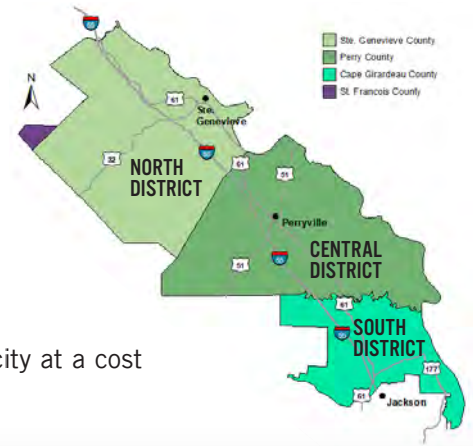 55
Ste. Genevieve County
Perry County
Cape Girardeau County
St. Francois County
N
61
Ste.
Genevieve
32
NORTH
DISTRICT
55
61
51
Perryville
51
55
CENTRAL
DISTRICT
61
SOUTH
DISTRICT
55
177
city at a cost
61
Jackson